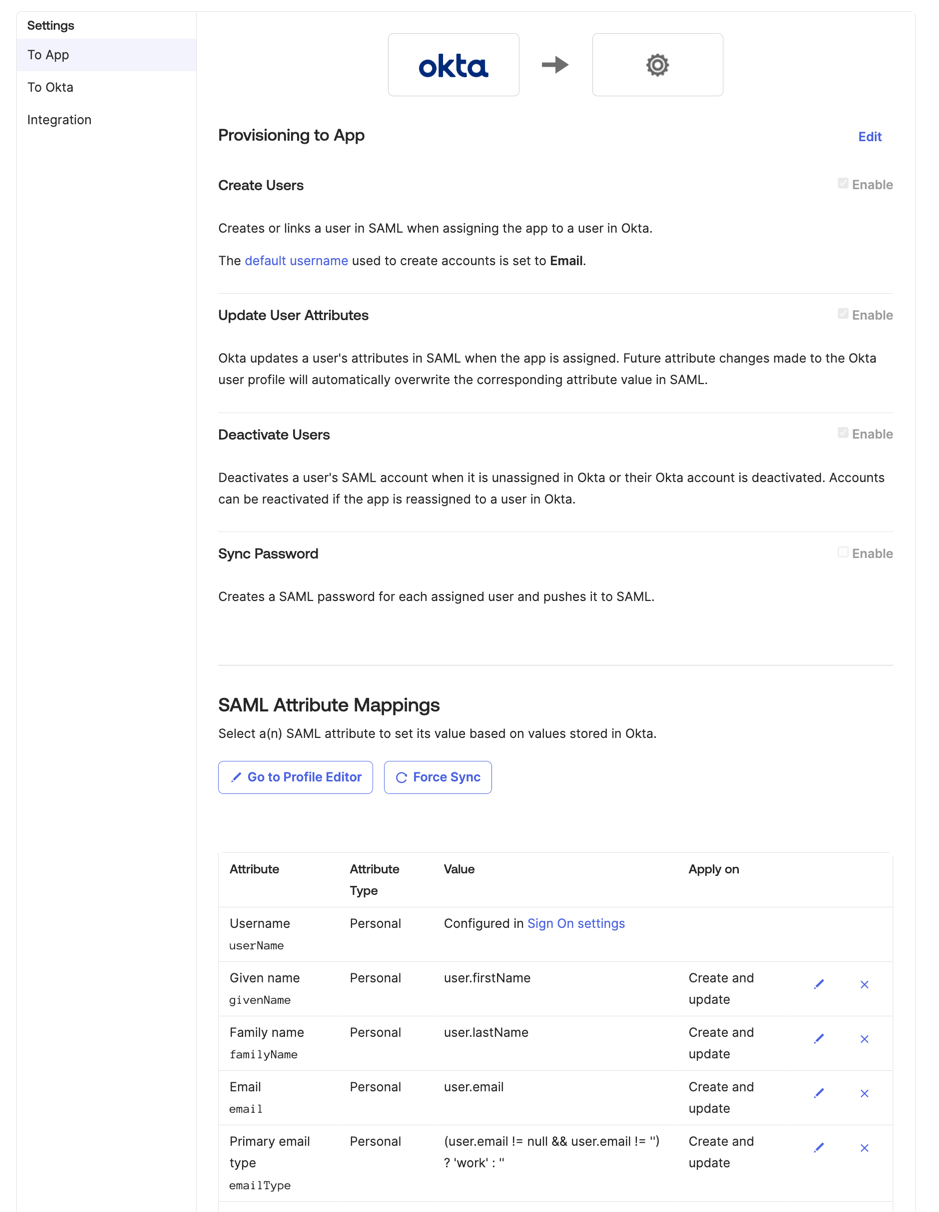 Settings
To App
To Okta
Integration
okta
Provisioning to App
Edit
Create Users
Enable
Creates or links a user in SAML when assigning the app to a user in Okta.
The default username used to create accounts is set to Email.
Update User Attributes
Enable
Okta updates a user's attributes in SAML when the app is assigned. Future attribute changes made to the Okta
user profile will automatically overwrite the corresponding attribute value in SAML.
Deactivate Users
Enable
Deactivates a user's SAML account when it is unassigned in Okta or their Okta account is deactivated. Accounts
can be reactivated if the app is reassigned to a user in Okta.
Sync Password
Enable
Creates a SAML password for each assigned user and pushes it to SAML.
SAML Attribute Mappings
Select a(n) SAML attribute to set its value based on values stored in Okta.
Go to Profile Editor
Force Sync
Attribute
Attribute
Type
Value
Apply on
Username
userName
Personal
Configured in Sign On settings
Given name
givenName
Personal
user.firstName
Create and
update
Family name
familyName
Personal
user.lastName
Create and
update
Email
email
Personal
user.email
Create and
update
Primary email
type
emailType
Personal
(user.email != null && user.email != '')
? 'work' : ''
Create and
update